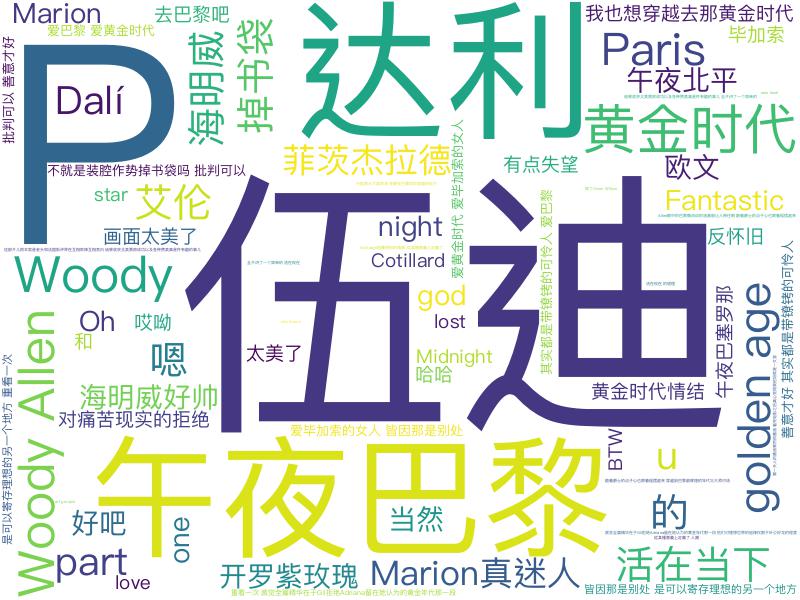 Marion
去巴黎吧
爱巴黎 爱黄金时代
P
Dalí
海明威
掉书袋
达利
我也想穿越去那黄金时代
毕加索
Paris
午夜北平
黄金时代
批判可以 善意才好
不就是装腔作势掉书袋吗 批判可以
菲茨杰拉德
爱黄金时代 爱毕加索的女人
有点失望
欧文
star
艾伦
Fantastic
画面太美了
night
反怀旧
Woody
伍迪
Cotillard
god
lost
Oh
哎呦
和
嗯
太美了
Midnight
哈哈
其实都是带镣铐的可怜人 爱巴黎
午夜巴塞罗那
golden age
善意才好 其实都是带镣铐的可怜人
海明威好帅
黄金时代情结
对痛苦现实的拒绝
爱毕加索的女人 皆因那是别处
Woody Allen
是可以寄存理想的另一个地方 重看一次
午夜巴黎
BTW
u
好吧
one
当然
的
part
love
开罗紫玫瑰
Marion真迷人
活在当下
皆因那是别处 是可以寄存理想的另一个地方